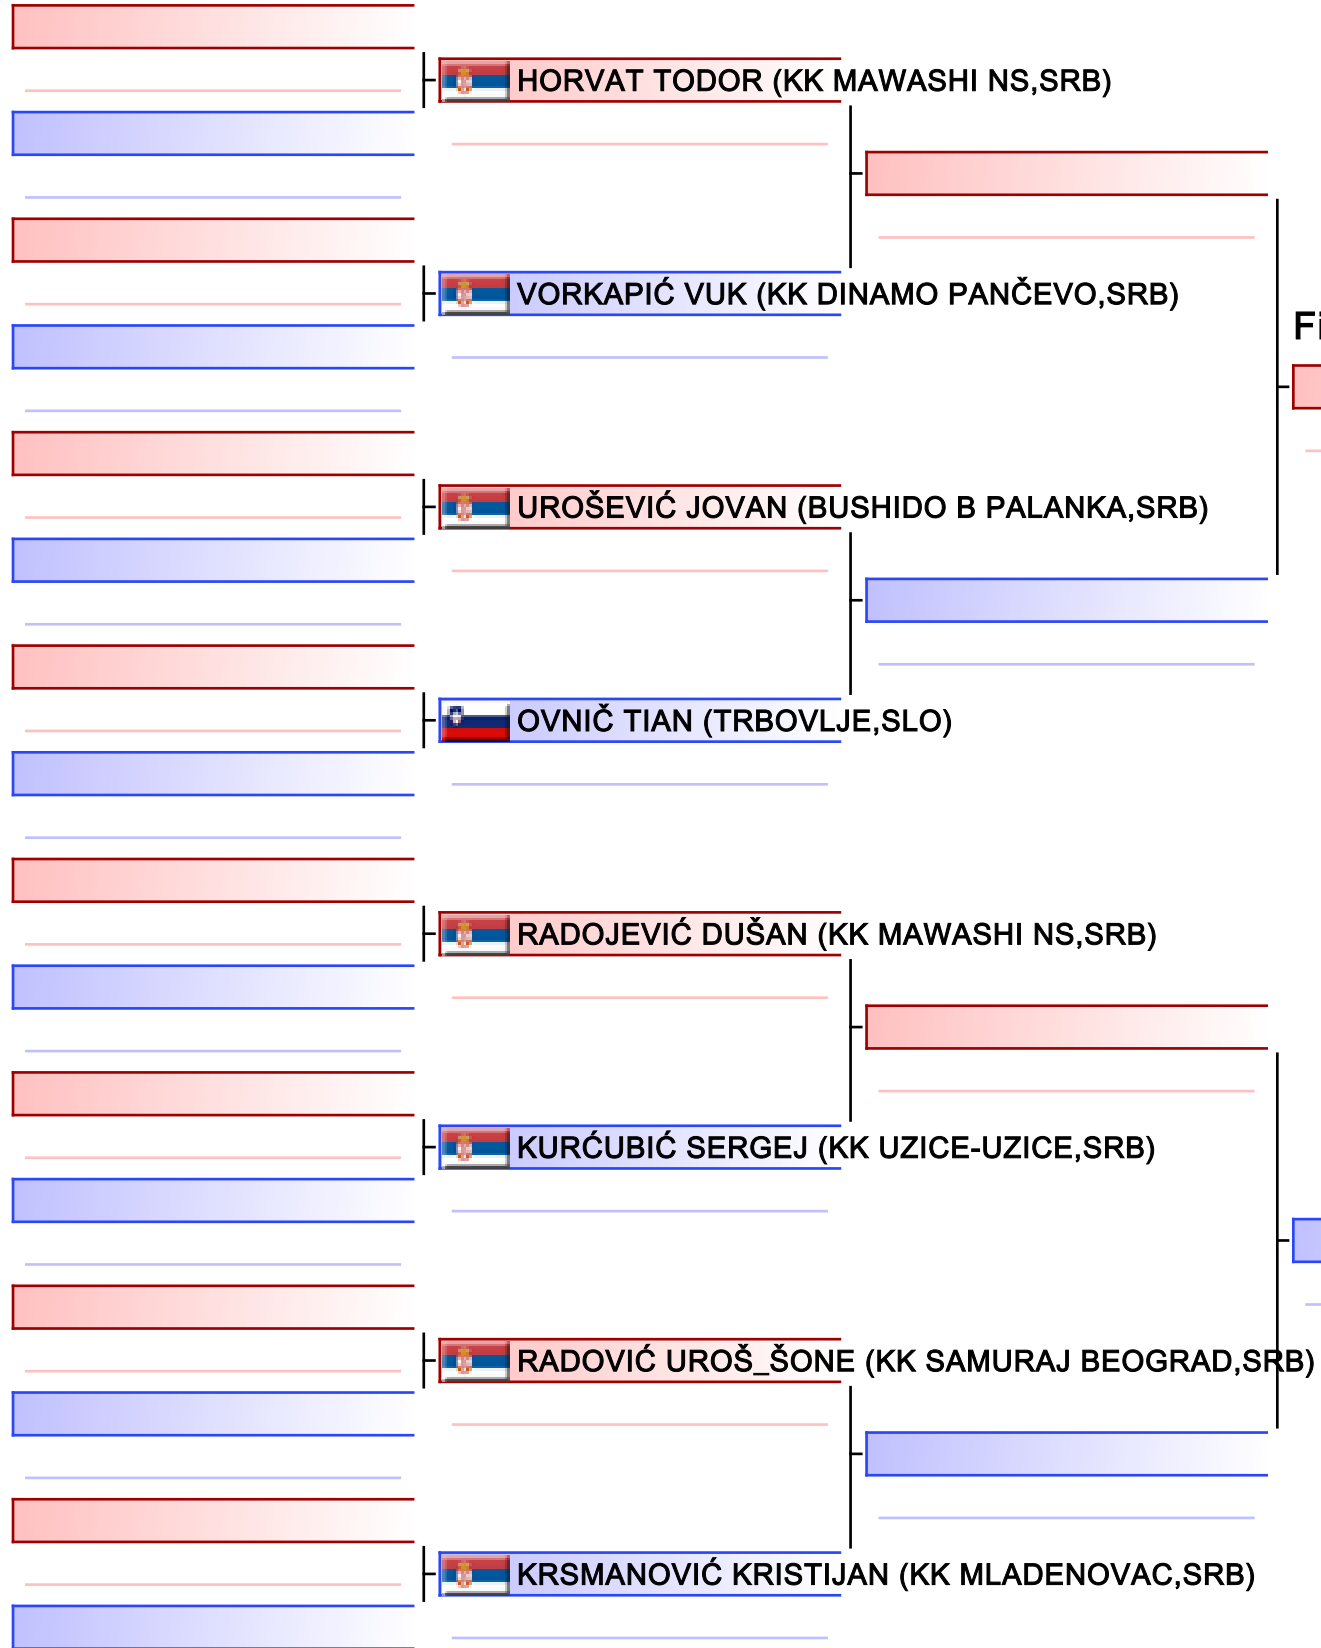 HORVAT TODOR (KK MAWASHI NS,SRB)
VORKAPIĆ VUK (KK DINAMO PANČEVO,SRB)
UROŠEVIĆ JOVAN (BUSHIDO B PALANKA,SRB)
OVNIČ TIAN (TRBOVLJE,SLO)
RADOJEVIĆ DUŠAN (KK MAWASHI NS,SRB)
KURĆUBIĆ SERGEJ (KK UZICE-UZICE,SRB)
RADOVIĆ UROŠ_ŠONE (KK SAMURAJ BEOGRAD,SRB)
KRSMANOVIĆ KRISTIJAN (KK MLADENOVAC,SRB)